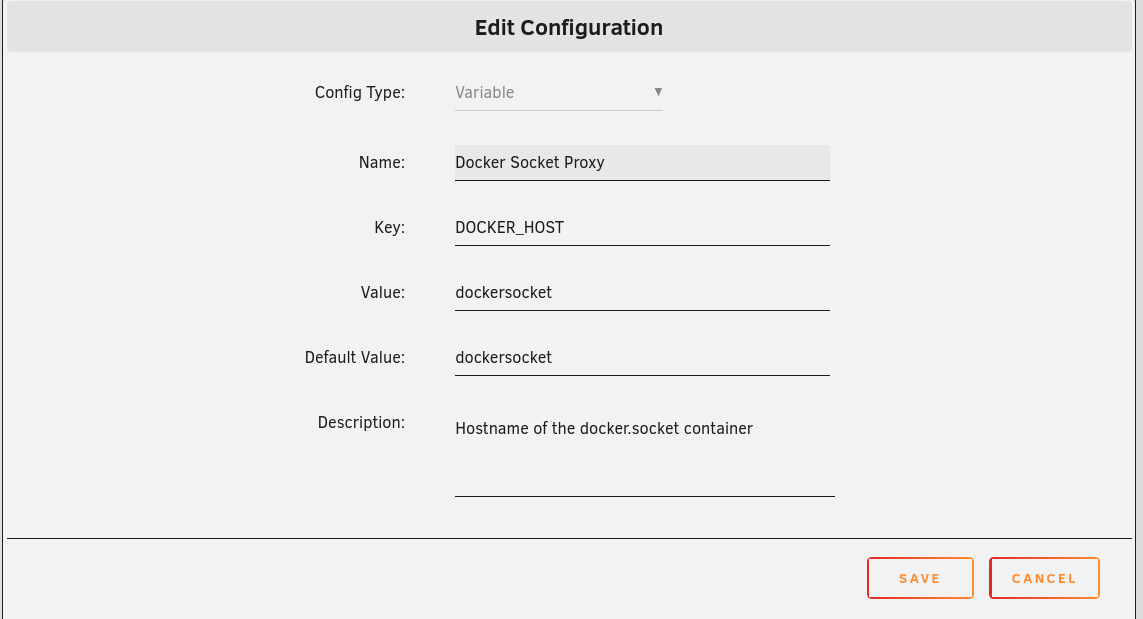 Edit Configuration
Config Type: Variable ▼
Name: Docker Socket Proxy
Key: DOCKER_HOST
Value: dockersocket
Default Value: dockersocket
Description: Hostname of the docker.socket container
SAVE CANCEL